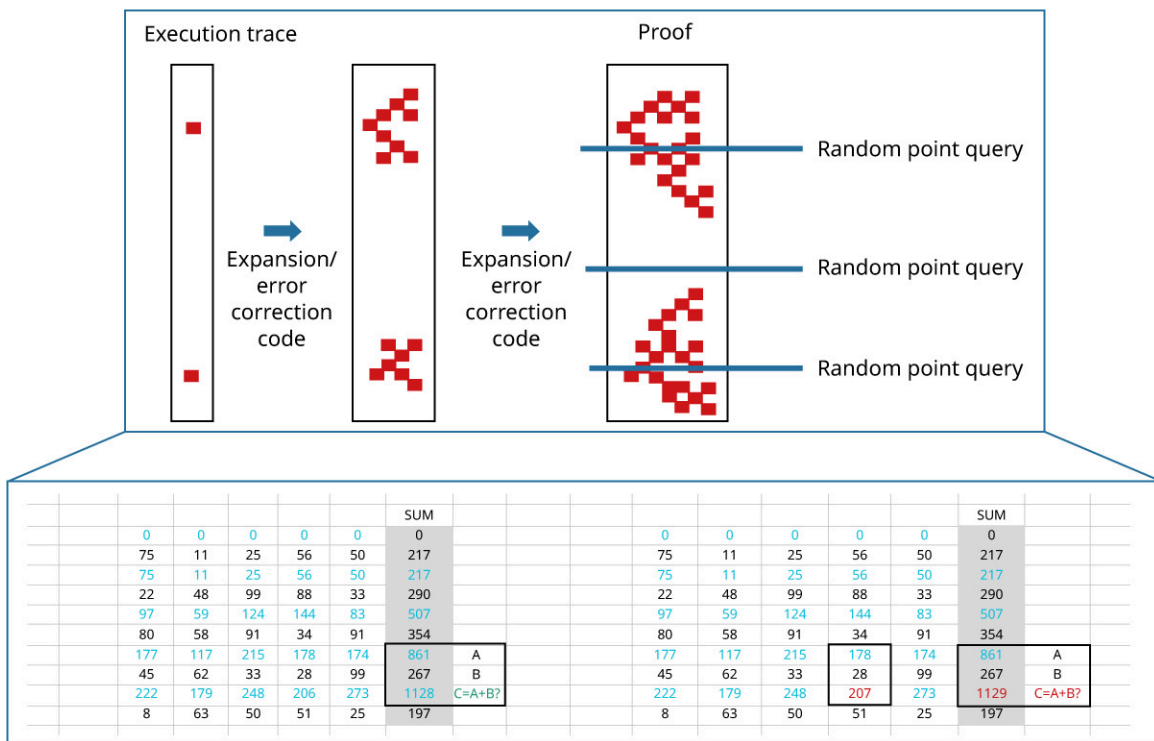 Execution trace
Proof
Random point query
Expansion/
error
correction
code
Expansion/
error
correction
code
Random point query
Random point query
SUM
0 0 0 0 0 0
75 11 25 56 50 217
75 11 25 56 50 217
22 48 99 88 33 290
97 59 124 144 83 507
80 58 91 34 91 354
177 117 215 178 174 861 A
45 62 33 28 99 267 B
222 179 248 206 273 1128 C=A+B?
8 63 50 51 25 197
SUM
0 0 0 0 0 0
75 11 25 56 50 217
75 11 25 56 50 217
22 48 99 88 33 290
97 59 124 144 83 507
80 58 91 34 91 354
177 117 215 178 174 861 A
45 62 33 28 99 267 B
222 179 248 207 273 1129 C=A+B?
8 63 50 51 25 197